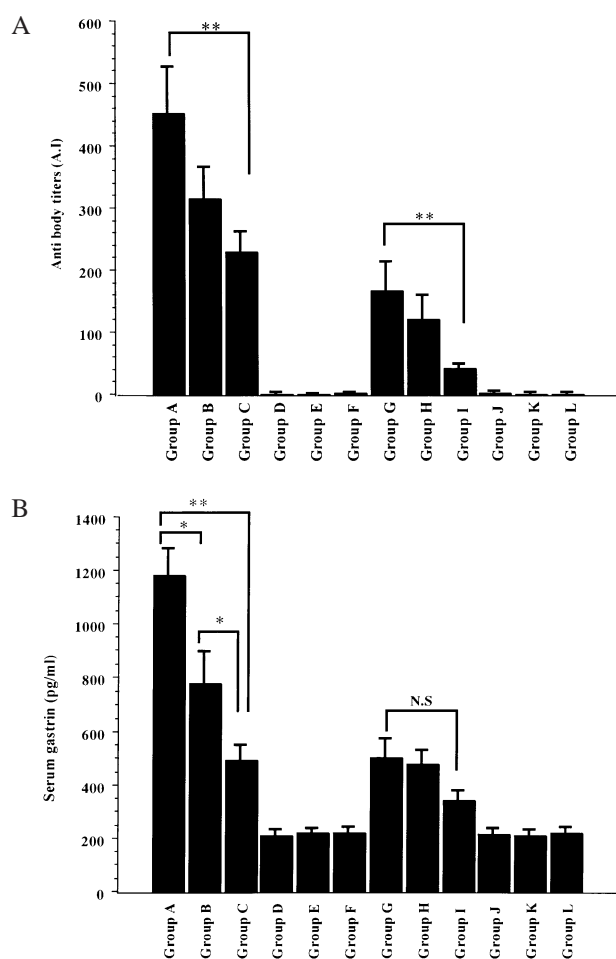 A
600
500
400
300
200
100
0
Anti body titers (A.I)
**
**
Group A
Group B
Group C
Group D
Group E
Group F
Group G
Group H
Group I
Group J
Group K
Group L
B
1400
1200
1000
800
600
400
200
0
Serum gastrin (pg/ml)
**
*
*
N.S
Group A
Group B
Group C
Group D
Group E
Group F
Group G
Group H
Group I
Group J
Group K
Group L